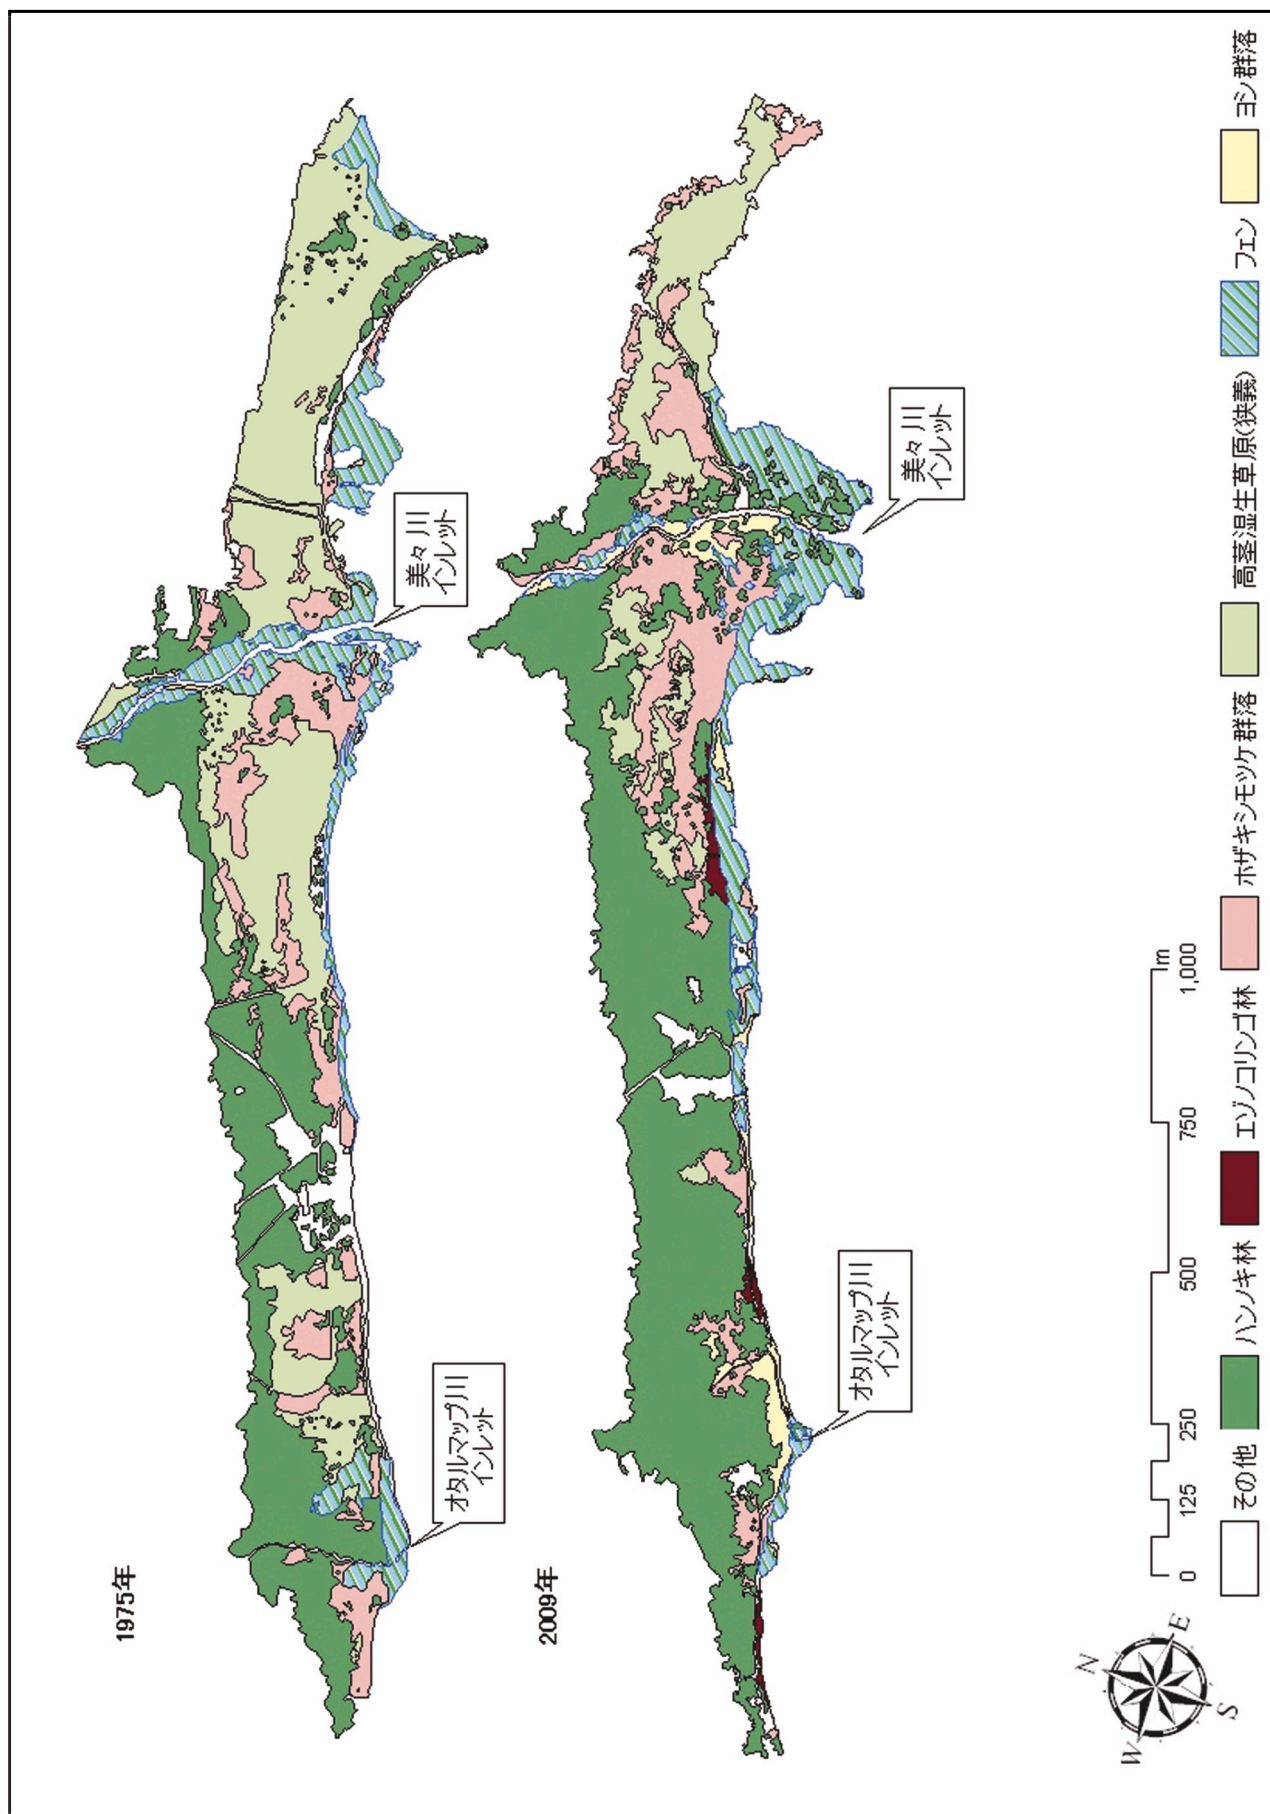 1975年
美々川
インレット
オタルマップ川
インレット
2009年
美々川
インレット
オタルマップ川
インレット
N
E
S
W
0
125
250
500
750
1,000
m
その他
ハンノキ林
エゾノコリンゴ林
ホザキシモツケ群落
高茎湿生草原(狭義)
フェン
ヨシ群落